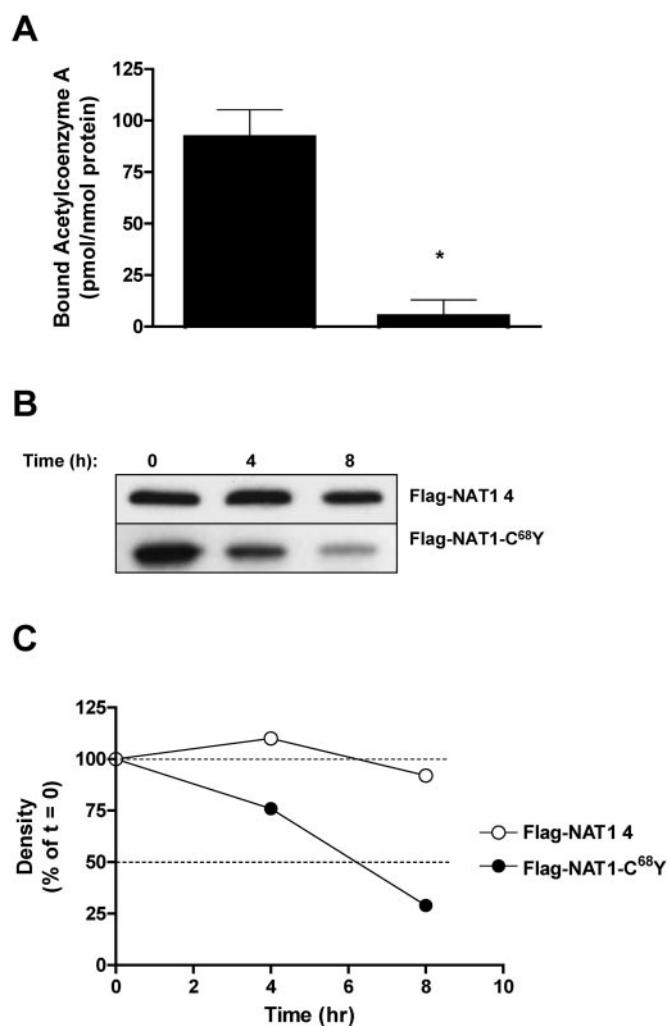 A
Bound Acetylcoenzyme A
(pmol/nmol protein)
125
100
75
50
25
0
*
B
Time (h): 0 4 8
Flag-NAT1 4
Flag-NAT1-C⁶⁸Y
C
Density
(% of t = 0)
125
100
75
50
25
0
0 2 4 6 8 10
Time (hr)
Flag-NAT1 4
Flag-NAT1-C⁶⁸Y